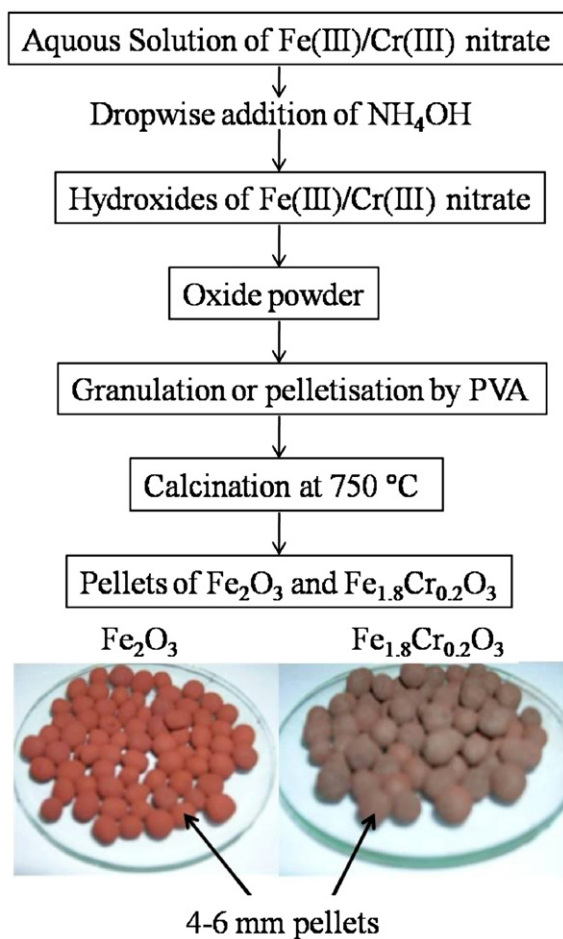 Aquous Solution of Fe(III)/Cr(III) nitrate
Dropwise addition of NH₄OH
Hydroxides of Fe(III)/Cr(III) nitrate
Oxide powder
Granulation or pelletisation by PVA
Calcination at 750 °C
Pellets of Fe₂O₃ and Fe₁.₈Cr₀.₂O₃
Fe₂O₃ Fe₁.₈Cr₀.₂O₃
4-6 mm pellets